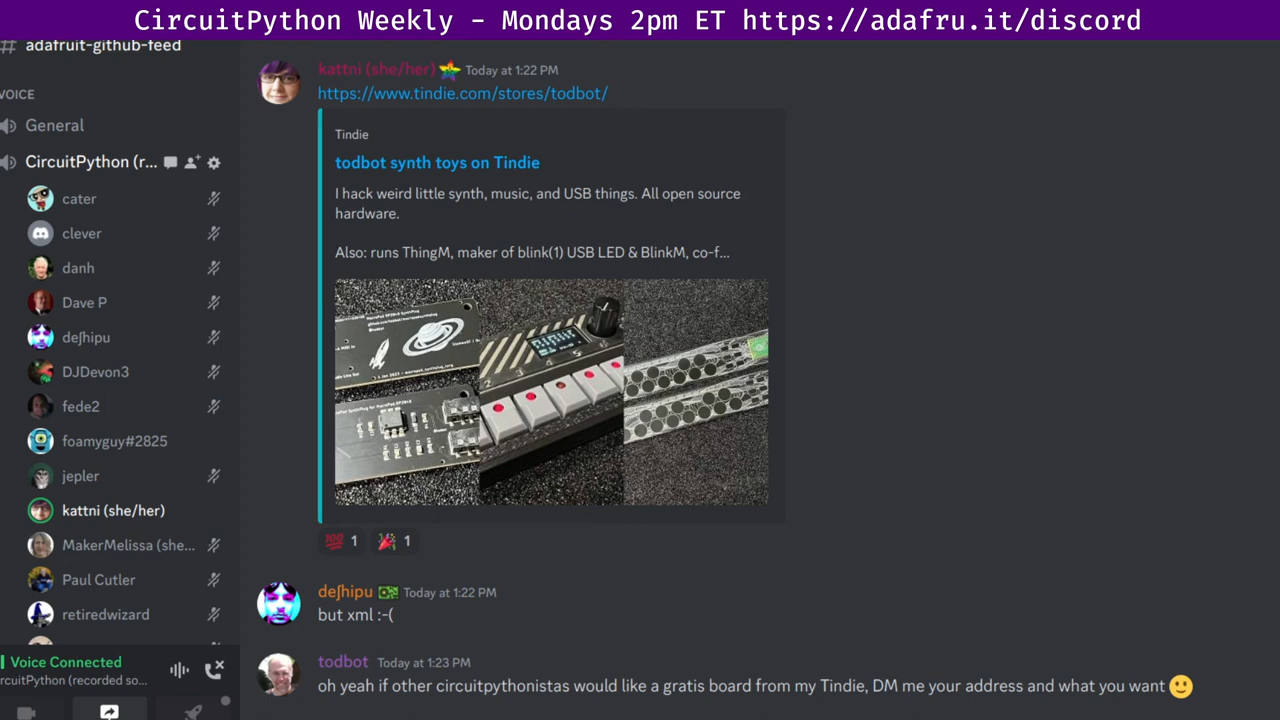 CircuitPython Weekly - Mondays 2pm ET https://adafru.it/discord
# adafruit-github-feed
VOICE
General
CircuitPython (r...
cater
clever
danh
Dave P
deʃhipu
DJDevon3
fede2
foamyguy#2825
jepler
kattni (she/her)
MakerMelissa (she...
Paul Cutler
retiredwizard
Voice Connected
rcuitPython (recorded so...
kattni (she/her) Today at 1:22 PM
https://www.tindie.com/stores/todbot/
Tindie
todbot synth toys on Tindie
I hack weird little synth, music, and USB things. All open source
hardware.
Also: runs ThingM, maker of blink(1) USB LED & BlinkM, co-f...
100 1 1
deʃhipu Today at 1:22 PM
but xml :-(
todbot Today at 1:23 PM
oh yeah if other circuitpythonistas would like a gratis board from my Tindie, DM me your address and what you want